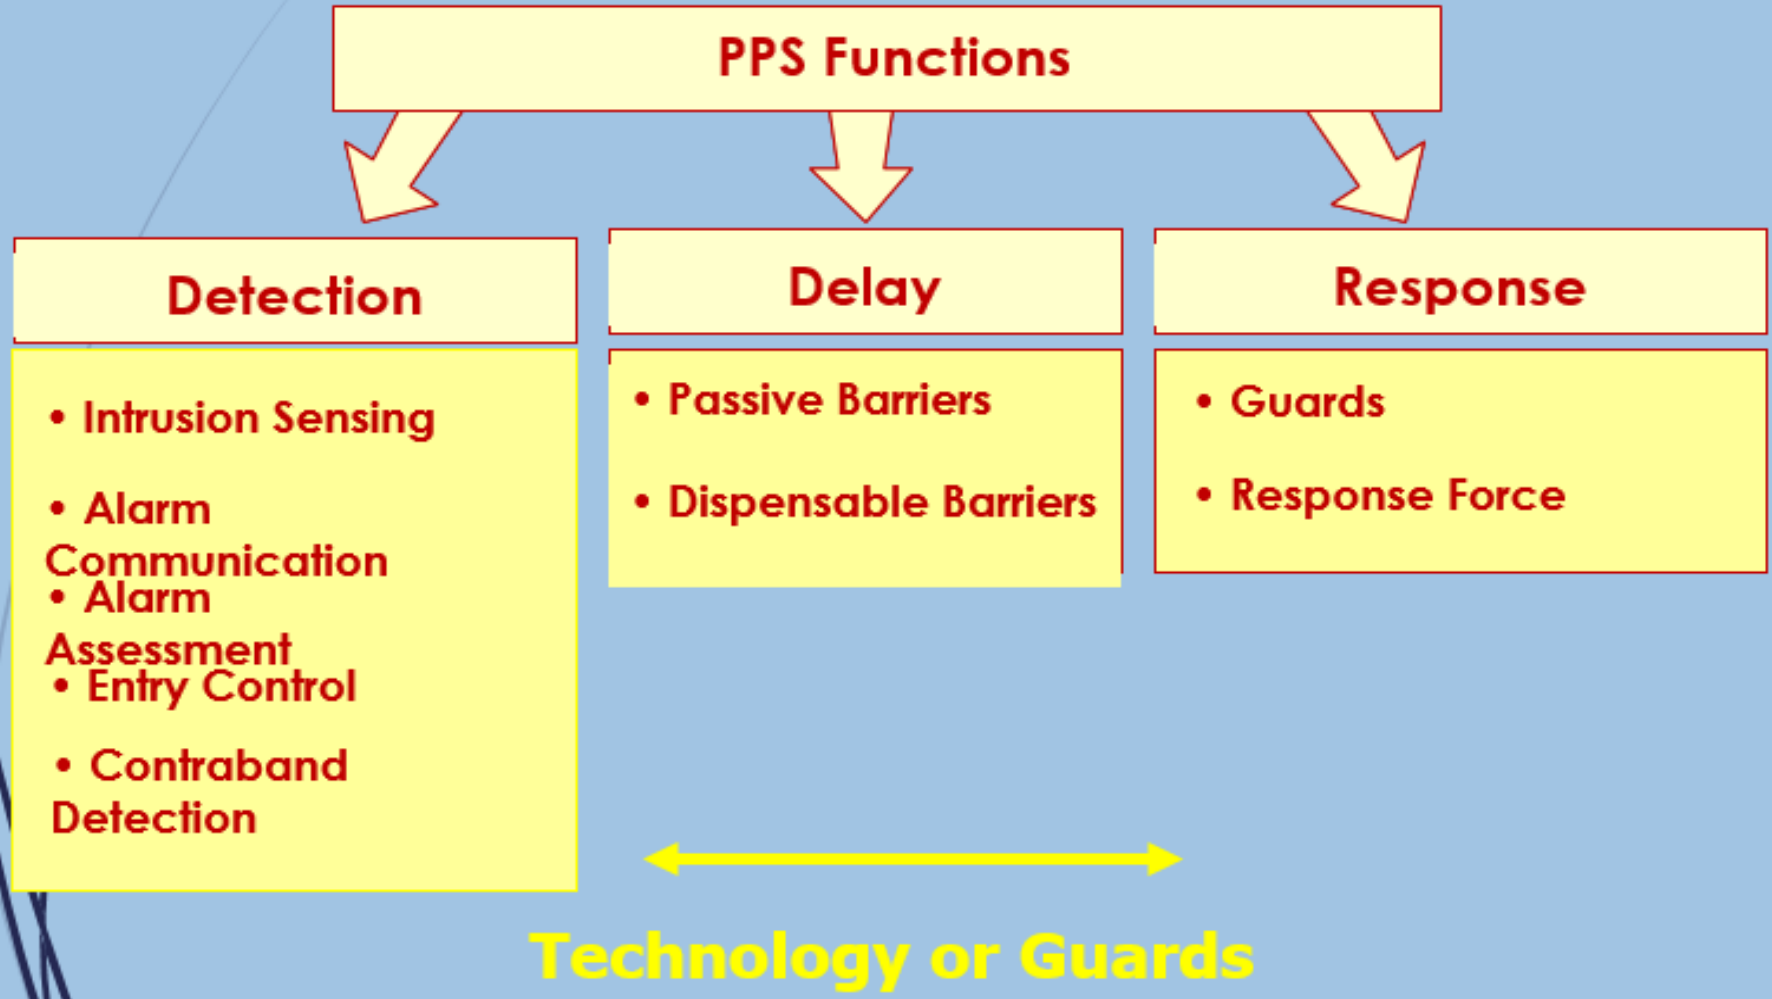 PPS Functions
Detection
• Intrusion Sensing
• Alarm
Communication
• Alarm
Assessment
• Entry Control
• Contraband
Detection
Delay
• Passive Barriers
• Dispensable Barriers
Response
• Guards
• Response Force
Technology or Guards